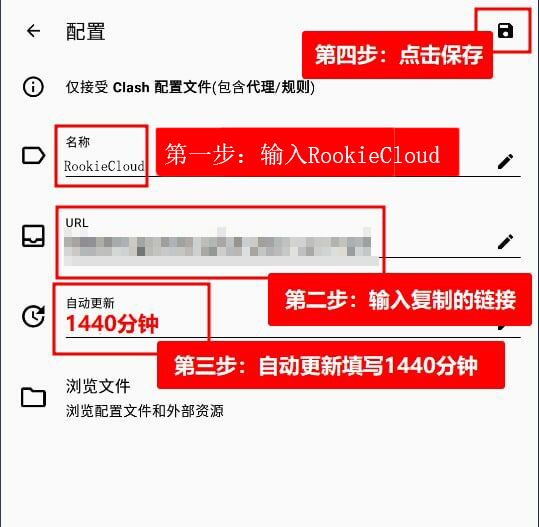 配置
第四步：点击保存
仅接受 Clash 配置文件(包含代理/规则)
名称
RookieCloud
第一步：输入RookieCloud
URL
第二步：输入复制的链接
自动更新
1440分钟
第三步：自动更新填写1440分钟
浏览文件
浏览配置文件和外部资源